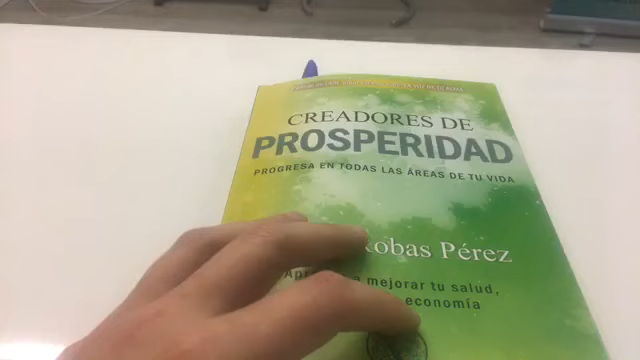 CREADORES DE
PROSPERIDAD
PROGRESA EN TODAS LAS ÁREAS DE TU VIDA
Robas Pérez
a mejorar tu salud,
economía